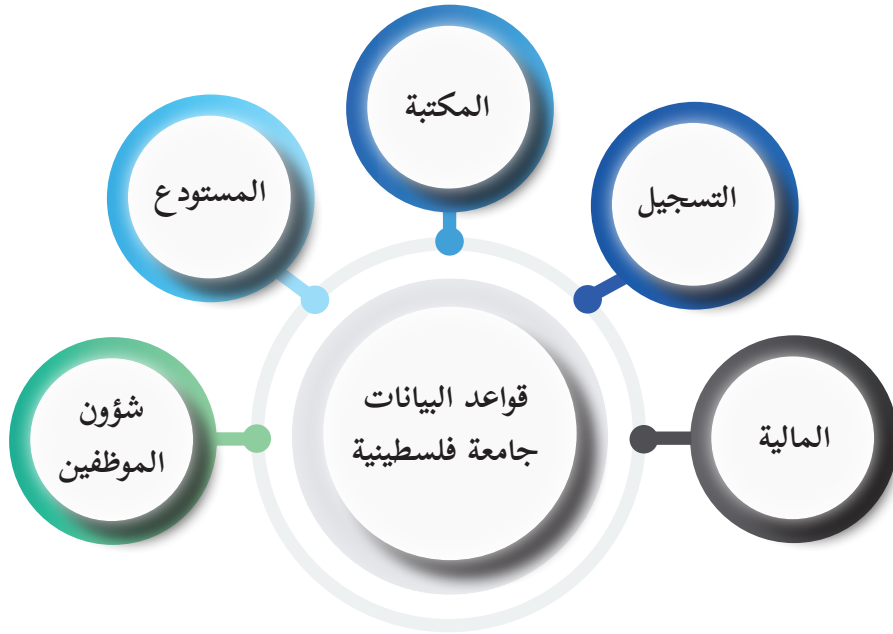 المكتبة
التسجيل
المستودع
المالية
شؤون
الموظفين
قواعد البيانات
جامعة فلسطينية